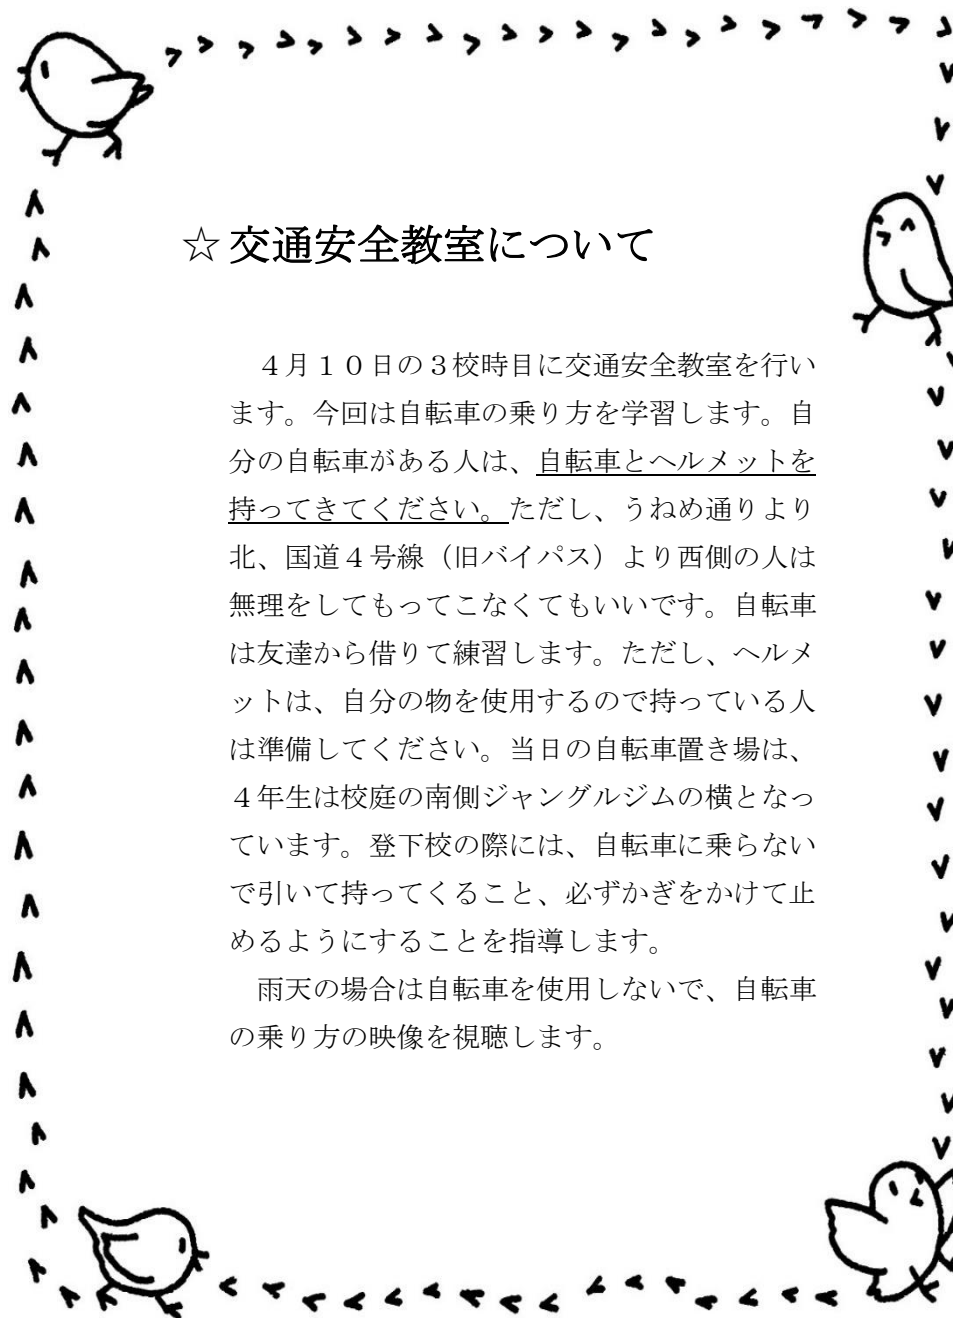 ☆交通安全教室について
　４月１０日の３校時目に交通安全教室を行い
ます。今回は自転車の乗り方を学習します。自
分の自転車がある人は、自転車とヘルメットを
持ってきてください。ただし、うねめ通りより
北、国道４号線（旧バイパス）より西側の人は
無理をしてもってこなくてもいいです。自転車
は友達から借りて練習します。ただし、ヘルメ
ットは、自分の物を使用するので持っている人
は準備してください。当日の自転車置き場は、
４年生は校庭の南側ジャングルジムの横となっ
ています。登下校の際には、自転車に乗らない
で引いて持ってくること、必ずかぎをかけて止
めるようにすることを指導します。
　雨天の場合は自転車を使用しないで、自転車
の乗り方の映像を視聴します。